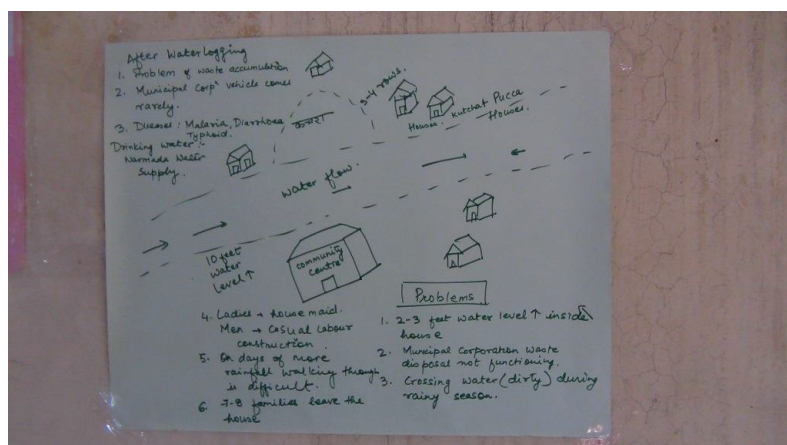 After Waterlogging
1. Problem of waste accumulation
2. Municipal Corpⁿ vehicle comes
rarely.
3. Diseases: Malaria, Diarrhoea
Typhoid.
Drinking water:-
Narmada Water
Supply.
3-4 rows.
Houses
Kutcha & Pucca
Houses.
water flow.
10 feet
water
level ↑
community
centre
4. Ladies → house maid.
Men → Casual labour
construction.
5. On days of more
rainfall walking through
is difficult.
6. 7-8 families leave the
house
Problems
1. 2-3 feet water level ↑ inside
house
2. Municipal Corporation waste
disposal not functioning.
3. Crossing water (dirty) during
rainy season.